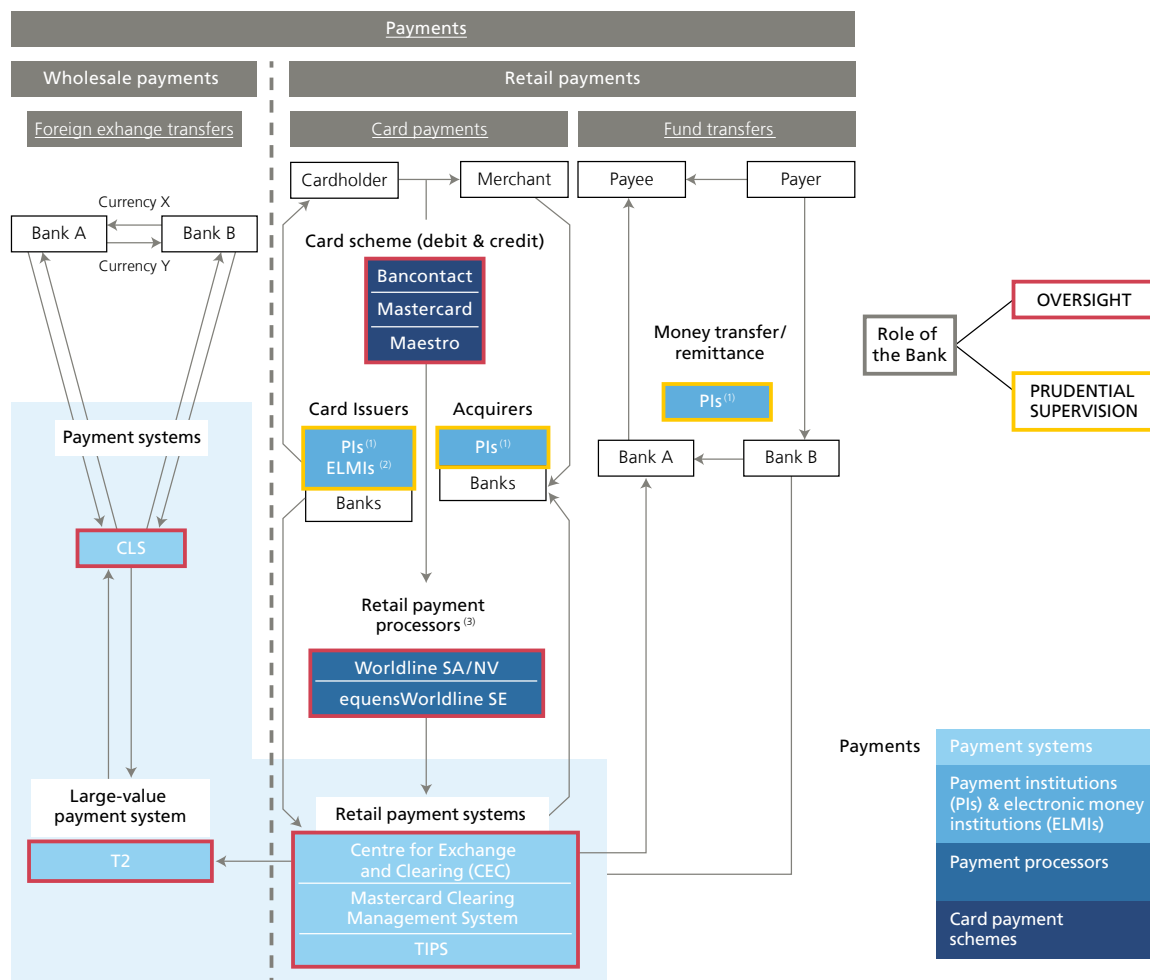 Payments
Wholesale payments
Retail payments
Foreign exhange transfers
Card payments
Fund transfers
Cardholder
Merchant
Payee
Payer
Currency X
Bank A
Bank B
Currency Y
Card scheme (debit & credit)
Bancontact
Mastercard
Maestro
Money transfer/
remittance
PIs (1)
Role of
the Bank
OVERSIGHT
PRUDENTIAL
SUPERVISION
Card Issuers
PIs (1)
ELMIs (2)
Banks
Acquirers
PIs (1)
Banks
Bank A
Bank B
Payment systems
CLS
Retail payment
processors (3)
Worldline SA/NV
equensWorldline SE
Large-value
payment system
T2
Retail payment systems
Centre for Exchange
and Clearing (CEC)
Mastercard Clearing
Management System
TIPS
Payments
Payment systems
Payment institutions
(PIs) & electronic money
institutions (ELMIs)
Payment processors
Card payment
schemes